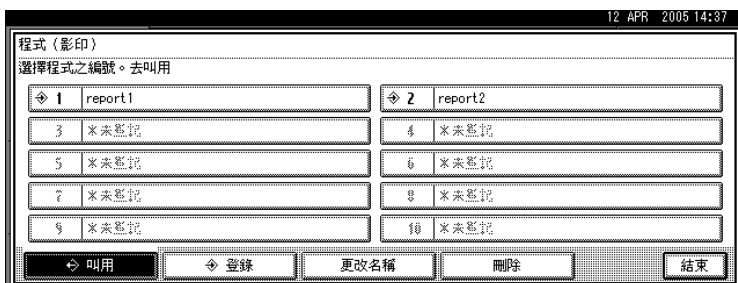 12 APR 2005 14:37
程式（影印）
選擇程式之編號。去叫用
1 report1
2 report2
3 *未登記
4 *未登記
5 *未登記
6 *未登記
7 *未登記
8 *未登記
9 *未登記
10 *未登記
叫用 登錄 更改名稱 刪除 結束